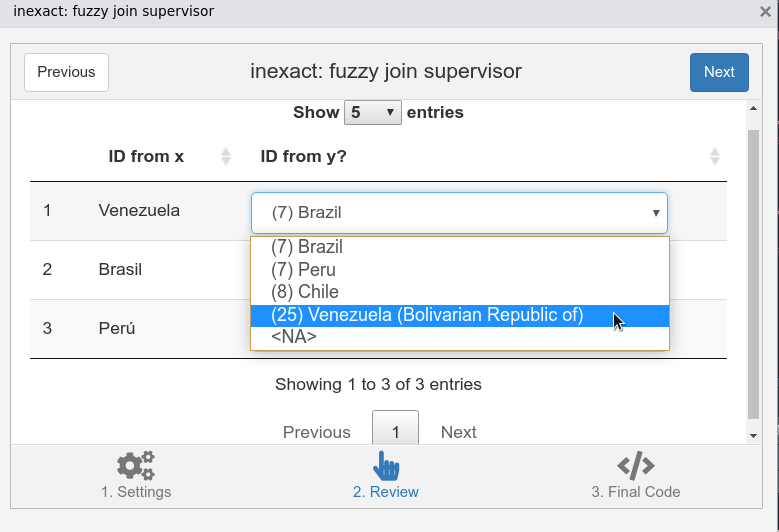 inexact: fuzzy join supervisor
Previous inexact: fuzzy join supervisor Next
Show 5 entries
ID from x ID from y?
1 Venezuela (7) Brazil
(7) Brazil
2 Brasil (7) Peru
(8) Chile
(25) Venezuela (Bolivarian Republic of)
3 Perú <NA>
Showing 1 to 3 of 3 entries
Previous 1 Next
1. Settings 2. Review 3. Final Code